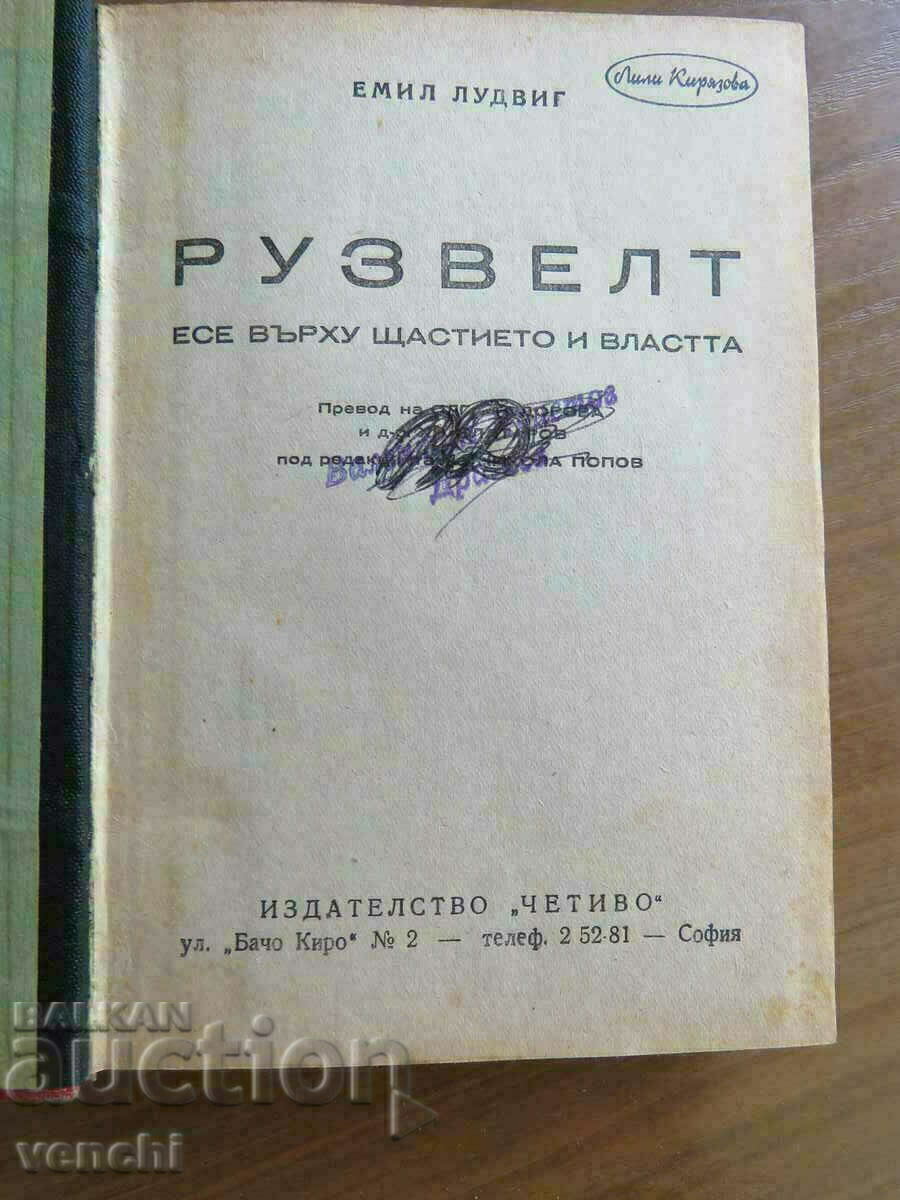 ЕМИЛ ЛУДВИГ
Лили Кирязова
РУЗВЕЛТ
ЕСЕ ВЪРХУ ЩАСТИЕТО И ВЛАСТТА
Превод на
и
под ПОПОВ
ИЗДАТЕЛСТВО „ЧЕТИВО“
ул. „Бачо Киро“ № 2 — телеф. 2 52-81 — София
BALKAN
auction
venchi